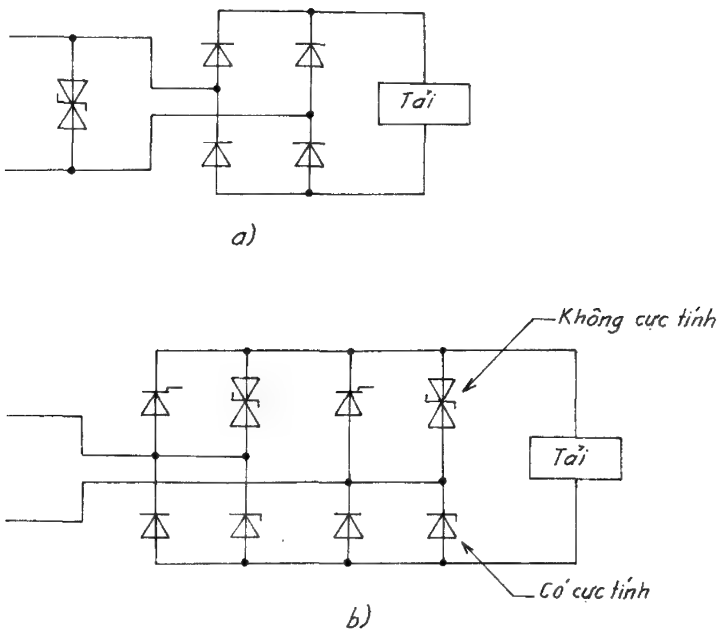 Tải
a)
Không cực tính
Tải
Có cực tính
b)